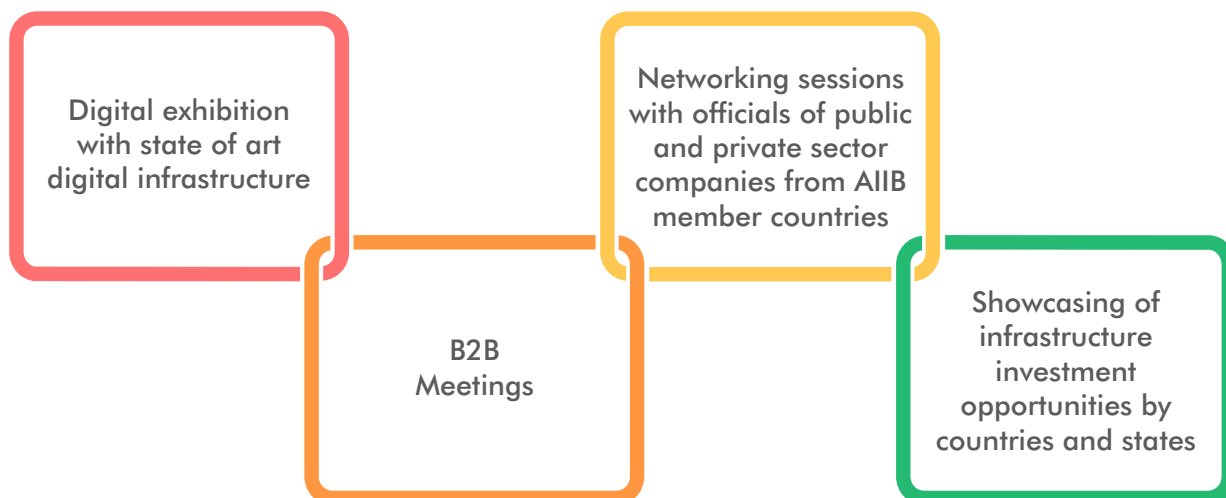 Digital exhibition
with state of art
digital infrastructure
B2B
Meetings
Networking sessions
with officials of public
and private sector
companies from AIIB
member countries
Showcasing of
infrastructure
investment
opportunities by
countries and states